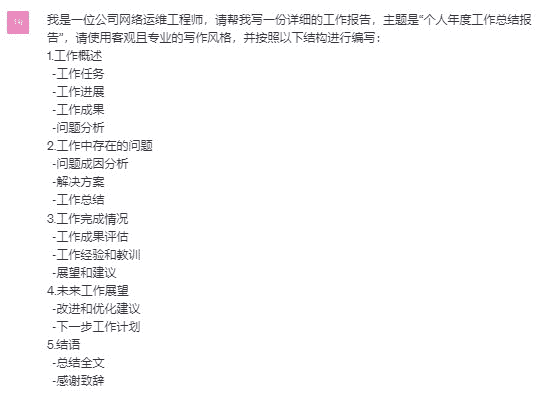 我是一位公司网络运维工程师，请帮我写一份详细的工作报告，主题是“个人年度工作总结报
告”，请使用客观且专业的写作风格，并按照以下结构进行编写：
1.工作概述
-工作任务
-工作进展
-工作成果
-问题分析
2.工作中存在的问题
-问题成因分析
-解决方案
-工作总结
3.工作完成情况
-工作成果评估
-工作经验和教训
-展望和建议
4.未来工作展望
-改进和优化建议
-下一步工作计划
5.结语
-总结全文
-感谢致辞